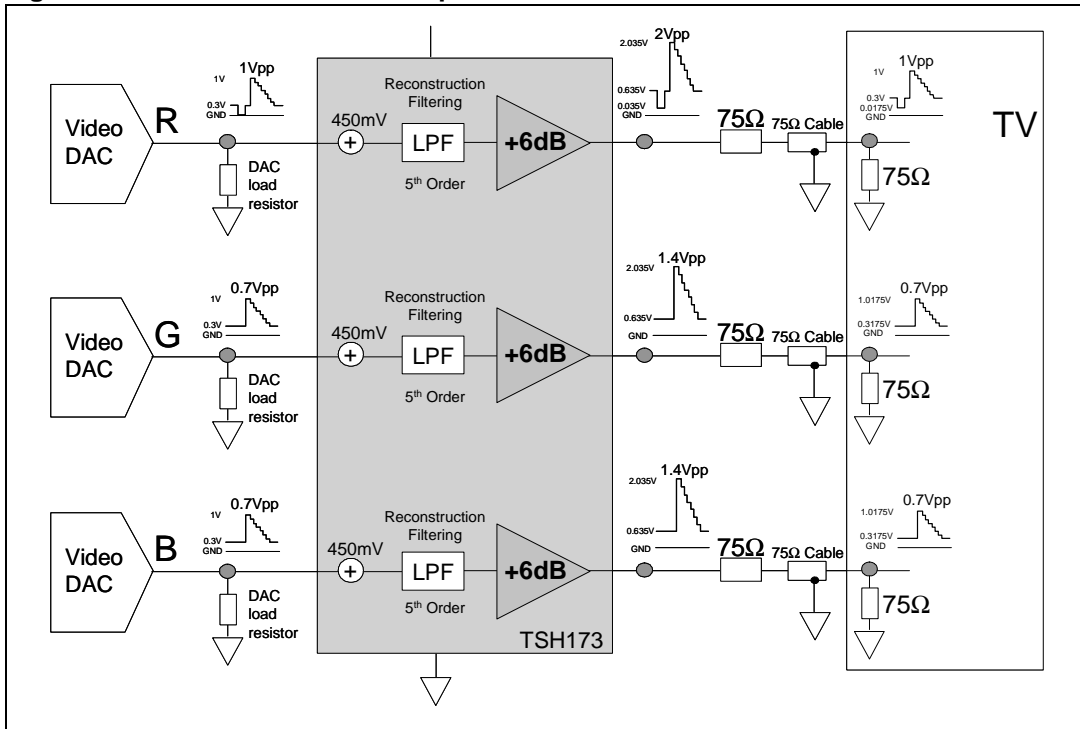 2Vpp
1Vpp
2.035V
1V
0.3V
GND
0.635V
0.035V
GND
1Vpp
1V
0.3V
0.0175V
GND
TV
Video
DAC
R
DAC
load
resistor
450mV
Reconstruction
Filtering
LPF
5th Order
+6dB
75Ω
75Ω Cable
75Ω
0.7Vpp
1V
0.3V
GND
1.4Vpp
2.035V
0.635V
GND
0.7Vpp
1.0175V
0.3175V
GND
Video
DAC
G
DAC
load
resistor
450mV
Reconstruction
Filtering
LPF
5th Order
+6dB
75Ω
75Ω Cable
75Ω
0.7Vpp
1V
0.3V
GND
1.4Vpp
2.035V
0.635V
GND
0.7Vpp
1.0175V
0.3175V
GND
Video
DAC
B
DAC
load
resistor
450mV
Reconstruction
Filtering
LPF
5th Order
+6dB
75Ω
75Ω Cable
75Ω
TSH173